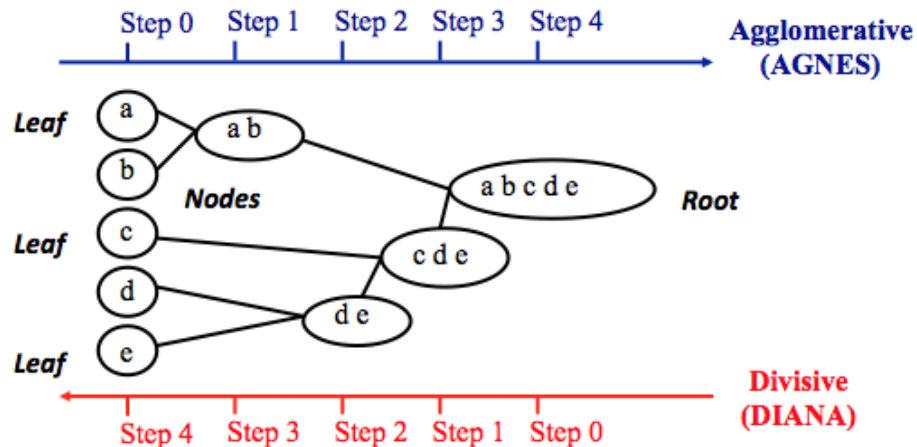 Step 0 Step 1 Step 2 Step 3 Step 4
Agglomerative
(AGNES)
Leaf
a
a b
b
a b c d e
Nodes
Root
Leaf
c
c d e
d
d e
Leaf
e
Divisive
(DIANA)
Step 4 Step 3 Step 2 Step 1 Step 0